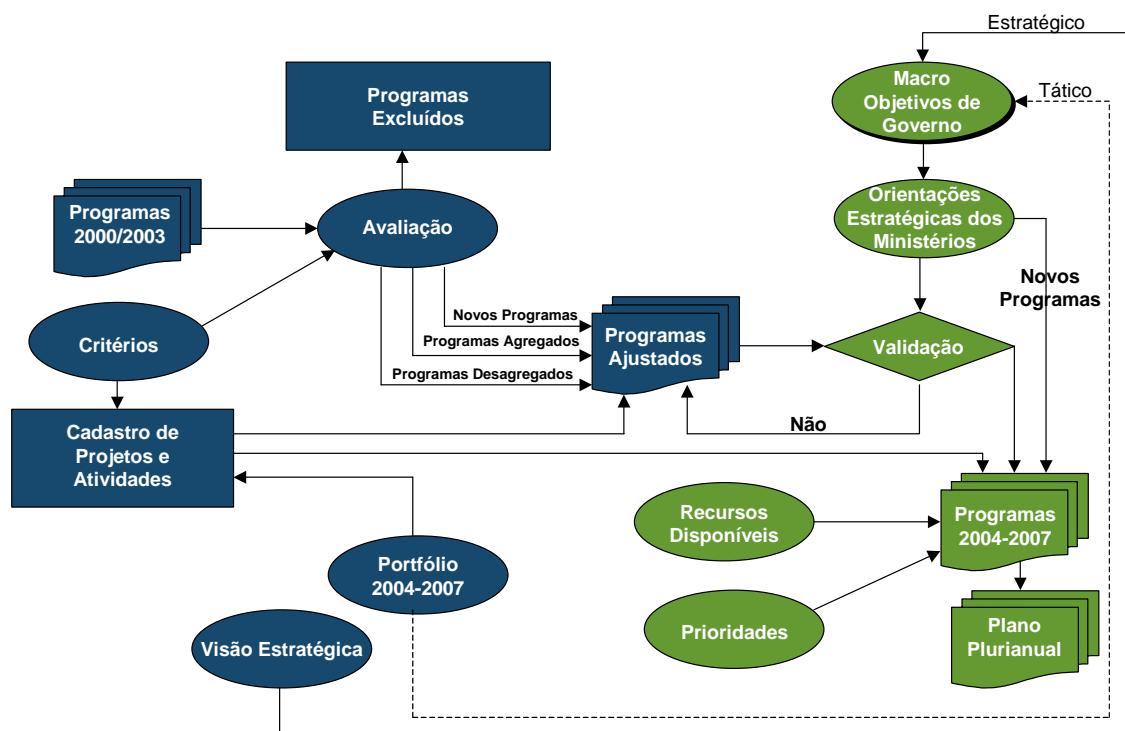 Estratégico
Macro
Objetivos de
Governo
Tático
Programas
Excluídos
Orientações
Estratégicas dos
Ministérios
Programas
2000/2003
Avaliação
Novos
Programas
Novos Programas
Programas Agregados
Programas Desagregados
Programas
Ajustados
Validação
Critérios
Não
Cadastro de
Projetos e
Atividades
Recursos
Disponíveis
Programas
2004-2007
Portfólio
2004-2007
Prioridades
Plano
Plurianual
Visão Estratégica